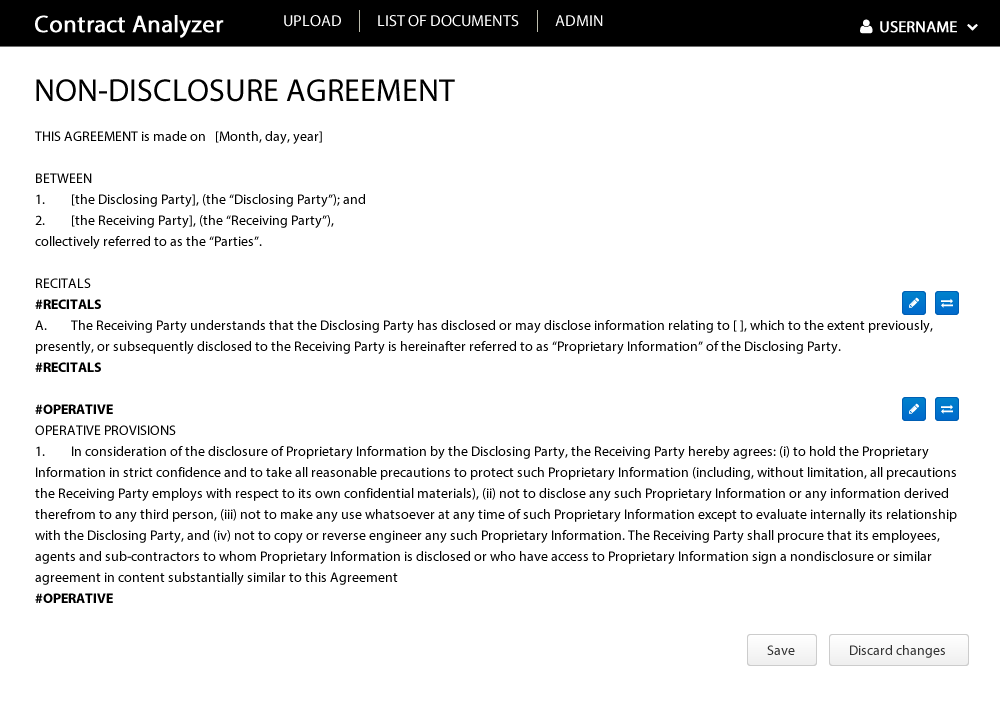 Contract Analyzer
UPLOAD
LIST OF DOCUMENTS
ADMIN
USERNAME
NON-DISCLOSURE AGREEMENT
THIS AGREEMENT is made on [Month, day, year]
BETWEEN
1. [the Disclosing Party], (the “Disclosing Party”); and
2. [the Receiving Party], (the “Receiving Party”),
collectively referred to as the “Parties”.
RECITALS
#RECITALS
A. The Receiving Party understands that the Disclosing Party has disclosed or may disclose information relating to [ ], which to the extent previously,
presently, or subsequently disclosed to the Receiving Party is hereinafter referred to as “Proprietary Information” of the Disclosing Party.
#RECITALS
#OPERATIVE
OPERATIVE PROVISIONS
1. In consideration of the disclosure of Proprietary Information by the Disclosing Party, the Receiving Party hereby agrees: (i) to hold the Proprietary
Information in strict confidence and to take all reasonable precautions to protect such Proprietary Information (including, without limitation, all precautions
the Receiving Party employs with respect to its own confidential materials), (ii) not to disclose any such Proprietary Information or any information derived
therefrom to any third person, (iii) not to make any use whatsoever at any time of such Proprietary Information except to evaluate internally its relationship
with the Disclosing Party, and (iv) not to copy or reverse engineer any such Proprietary Information. The Receiving Party shall procure that its employees,
agents and sub-contractors to whom Proprietary Information is disclosed or who have access to Proprietary Information sign a nondisclosure or similar
agreement in content substantially similar to this Agreement
#OPERATIVE
Save
Discard changes